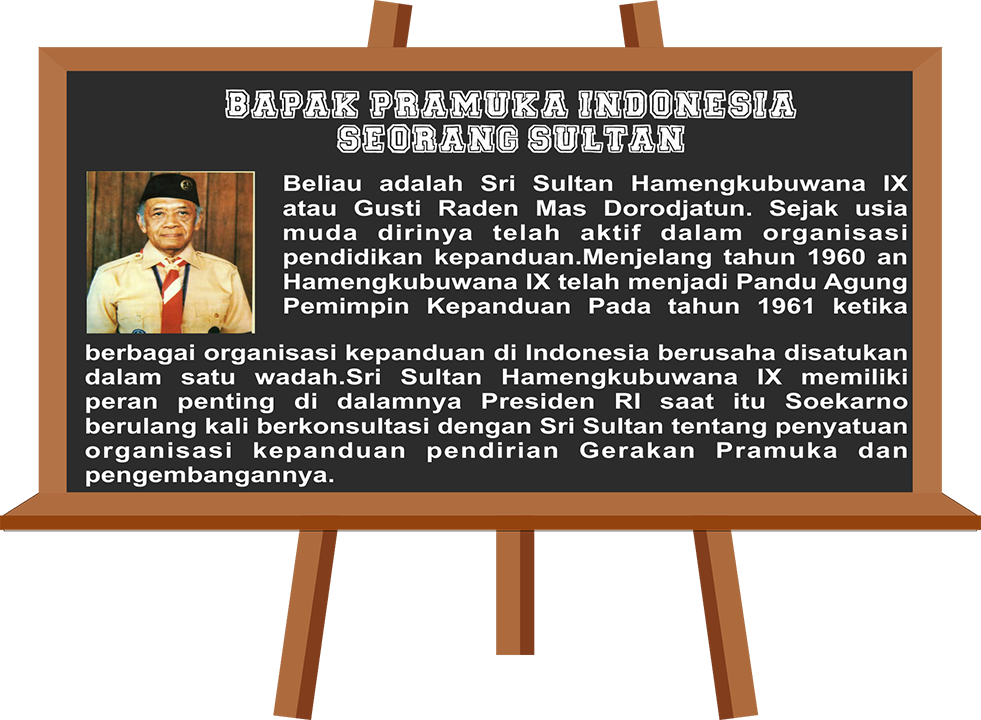 BAPAK PRAMUKA INDONESIA
SEORANG SULTAN
Beliau adalah Sri Sultan Hamengkubuwana IX
atau Gusti Raden Mas Dorodjatun. Sejak usia
muda dirinya telah aktif dalam organisasi
pendidikan kepanduan.Menjelang tahun 1960 an
Hamengkubuwana IX telah menjadi Pandu Agung
Pemimpin Kepanduan Pada tahun 1961 ketika
berbagai organisasi kepanduan di Indonesia berusaha disatukan
dalam satu wadah.Sri Sultan Hamengkubuwana IX memiliki
peran penting di dalamnya Presiden RI saat itu Soekarno
berulang kali berkonsultasi dengan Sri Sultan tentang penyatuan
organisasi kepanduan pendirian Gerakan Pramuka dan
pengembangannya.